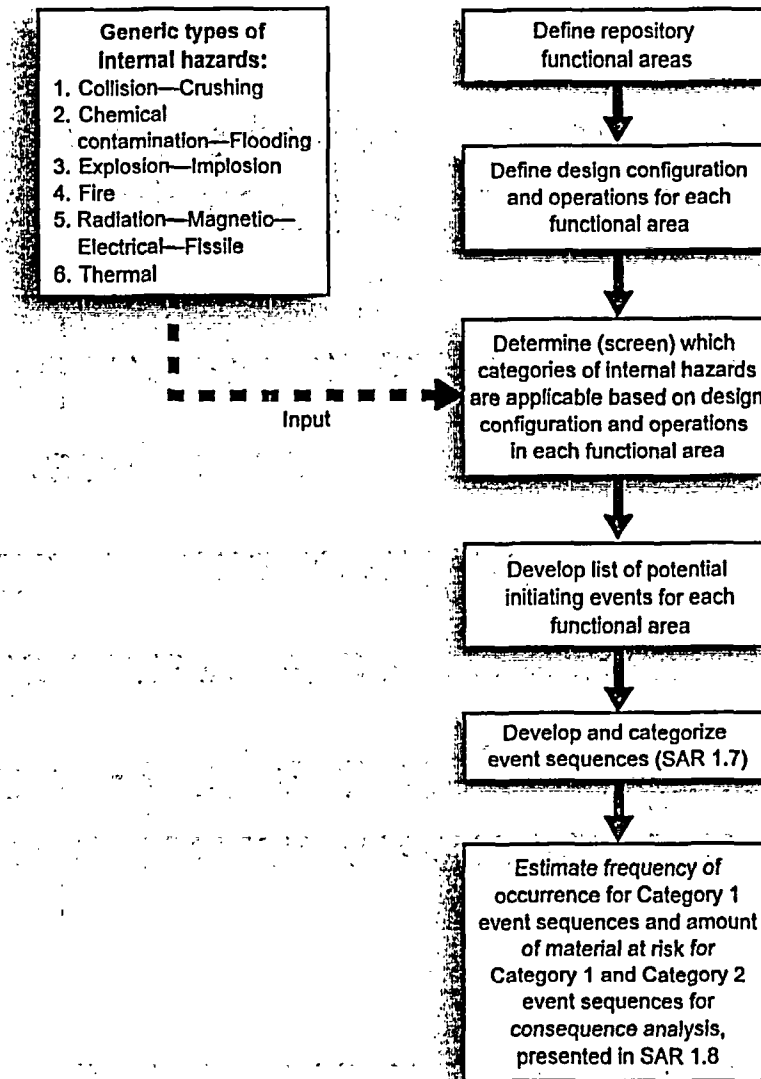 Generic types of
Internal hazards:
1. Collision—Crushing
2. Chemical
contamination—Flooding
3. Explosion—Implosion
4. Fire
5. Radiation—Magnetic—
Electrical—Fissile
6. Thermal
Input
Define repository
functional areas
Define design configuration
and operations for each
functional area
Determine (screen) which
categories of internal hazards
are applicable based on design
configuration and operations
in each functional area
Develop list of potential
initiating events for each
functional area
Develop and categorize
event sequences (SAR 1.7)
Estimate frequency of
occurrence for Category 1
event sequences and amount
of material at risk for
Category 1 and Category 2
event sequences for
consequence analysis,
presented in SAR 1.8